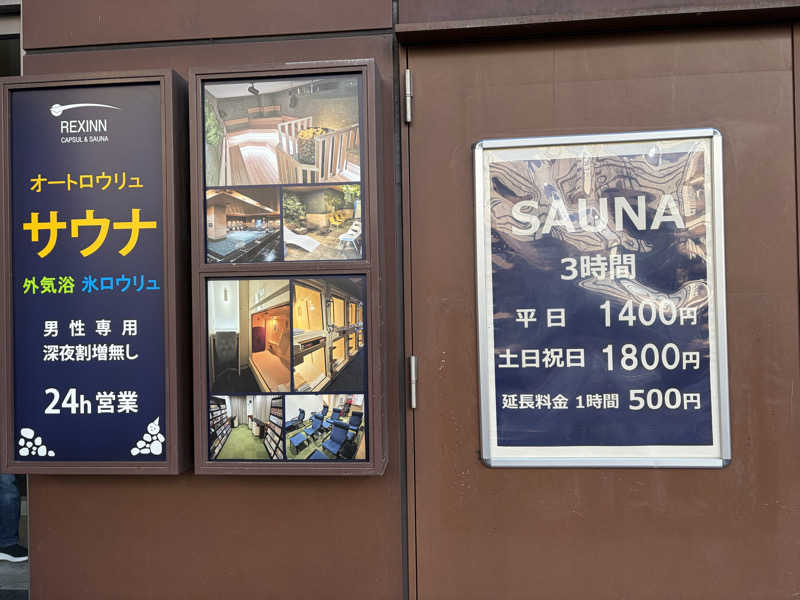 REXINN
CAPSUL & SAUNA
オートロウリュ
サウナ
外気浴 氷ロウリュ
男性専用
深夜割増無し
24h営業
SAUNA
3時間
平日 1400円
土日祝日 1800円
延長料金 1時間 500円